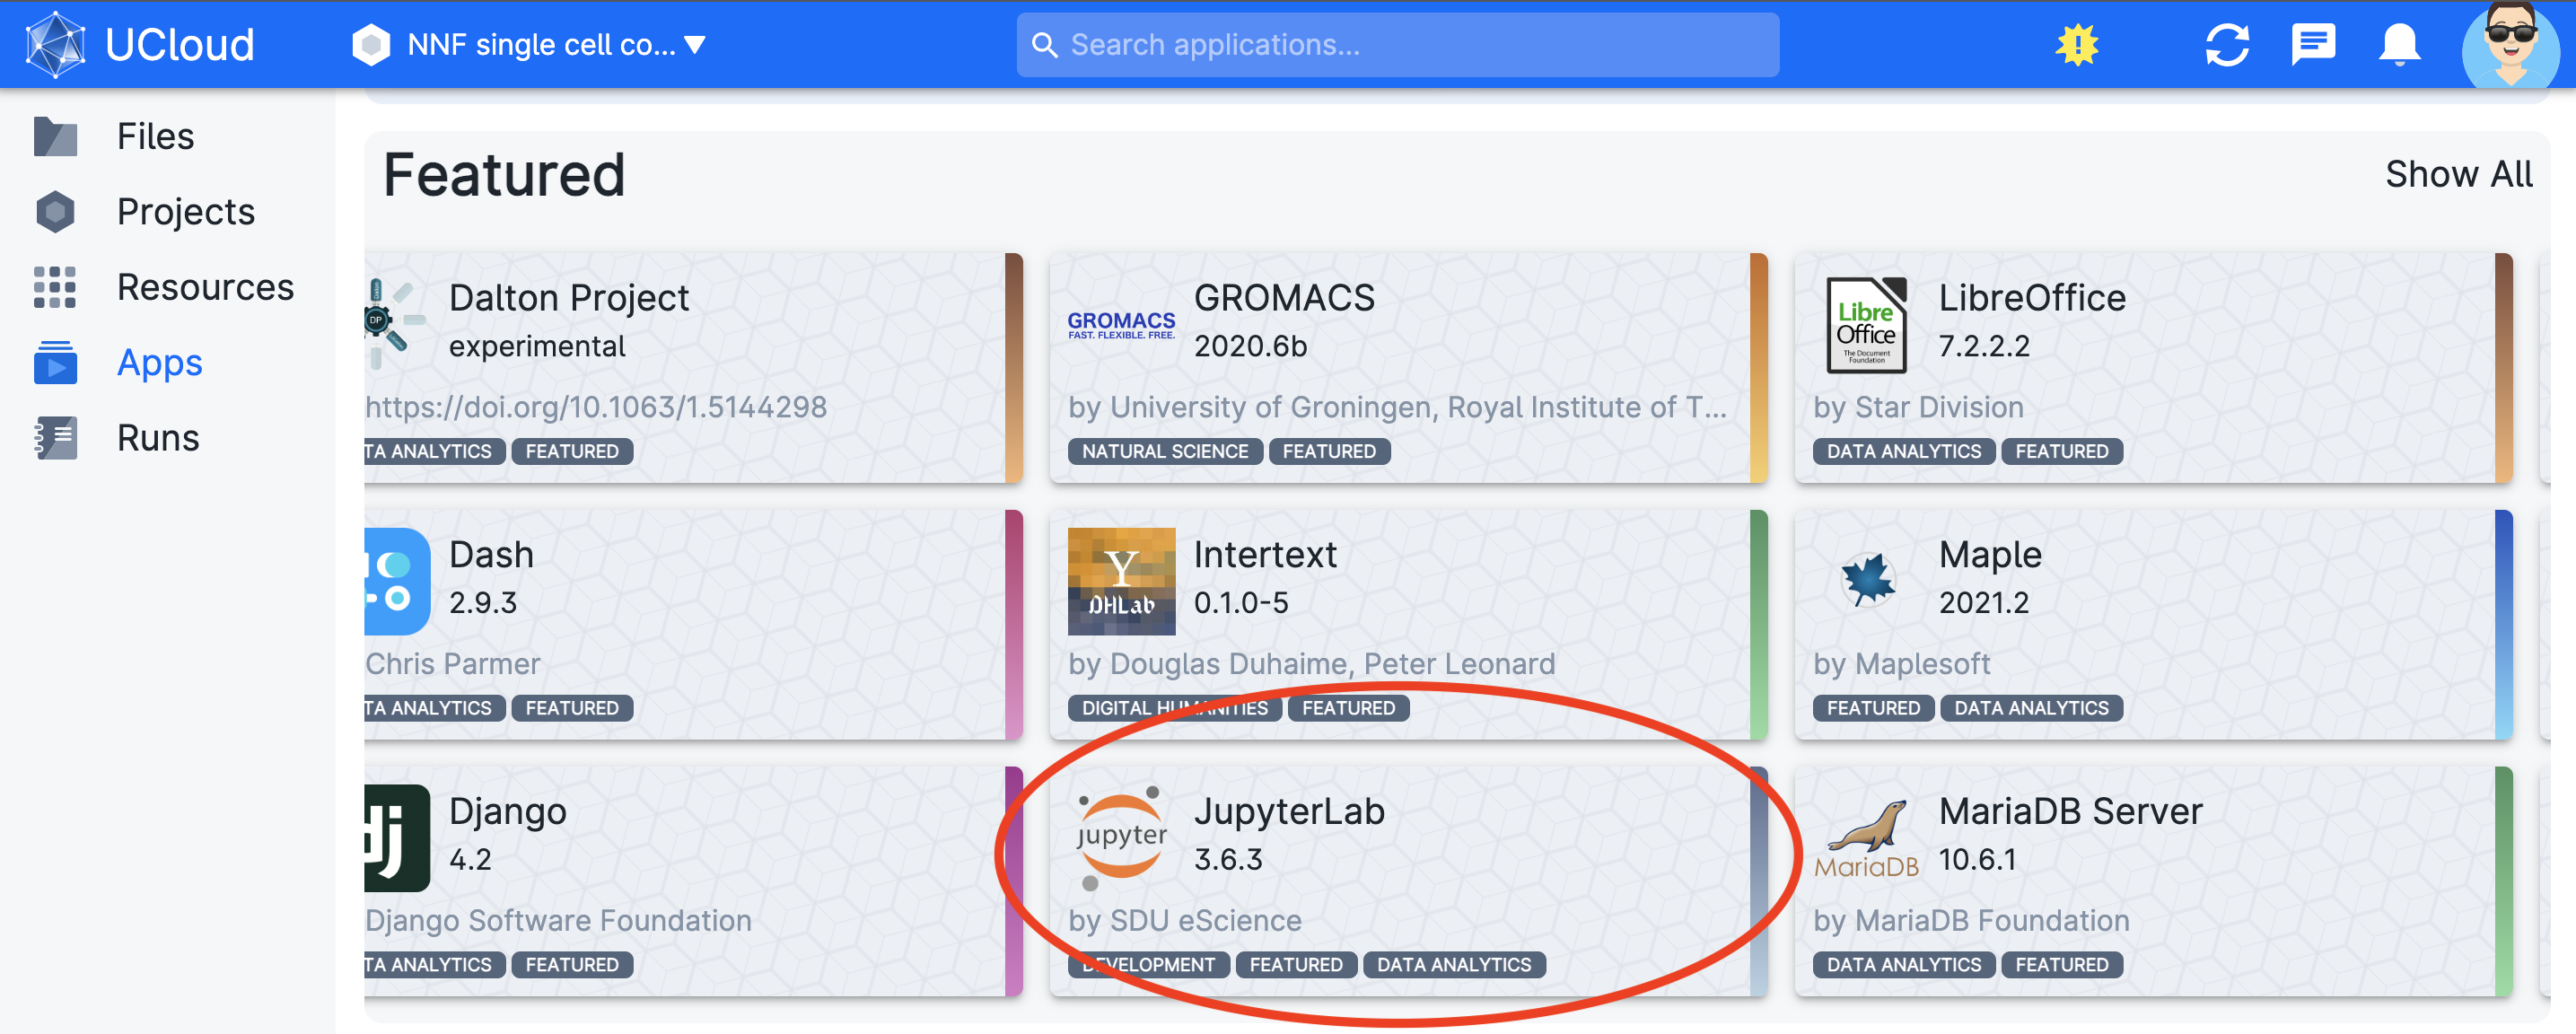 UCloud
NNF single cell co...
Search applications...
Files
Projects
Resources
Apps
Runs
Featured
Show All
DP
Dalton Project
experimental
https://doi.org/10.1063/1.5144298
TA ANALYTICS FEATURED
GROMACS
FAST. FLEXIBLE. FREE.
GROMACS
2020.6b
by University of Groningen, Royal Institute of T...
NATURAL SCIENCE FEATURED
Libre
Office
The Document
Foundation
LibreOffice
7.2.2.2
by Star Division
DATA ANALYTICS FEATURED
Dash
2.9.3
Chris Parmer
TA ANALYTICS FEATURED
Y
DHLab
Intertext
0.1.0-5
by Douglas Duhaime, Peter Leonard
DIGITAL HUMANITIES FEATURED
Maple
2021.2
by Maplesoft
FEATURED DATA ANALYTICS
dj
Django
4.2
Django Software Foundation
TA ANALYTICS FEATURED
jupyter
JupyterLab
3.6.3
by SDU eScience
DEVELOPMENT FEATURED DATA ANALYTICS
MariaDB
MariaDB Server
10.6.1
by MariaDB Foundation
DATA ANALYTICS FEATURED